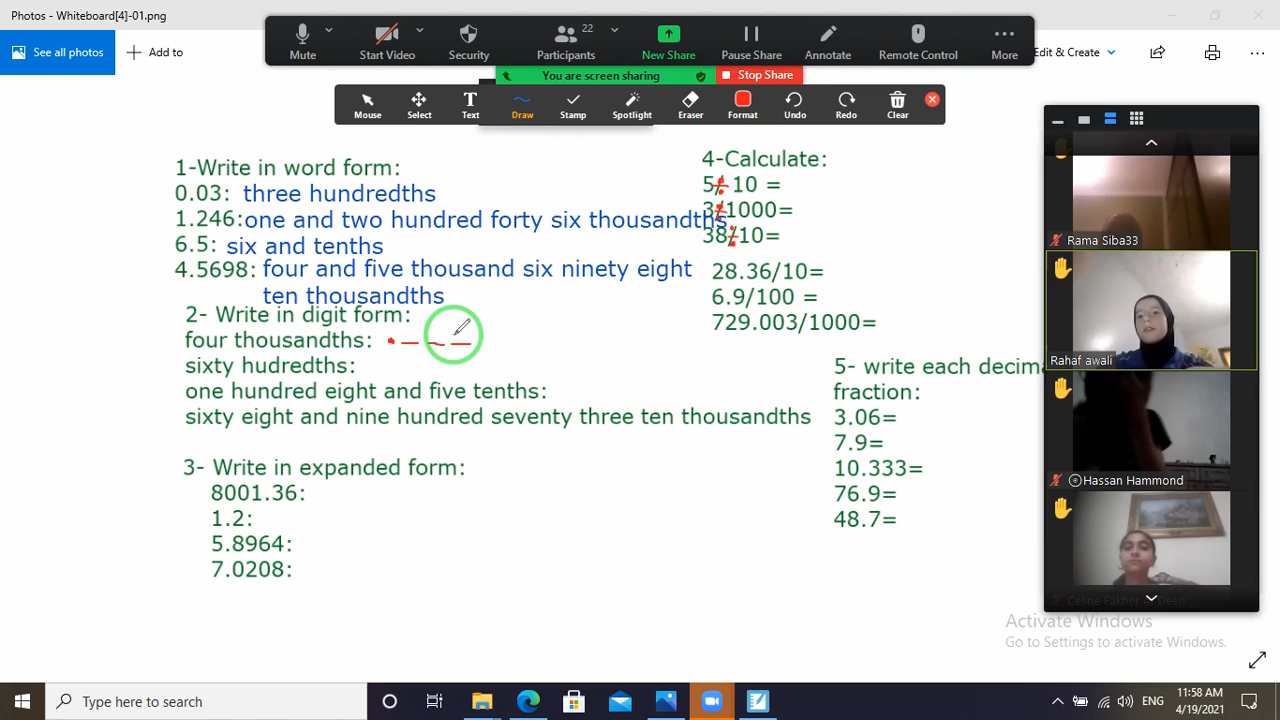 Photos - Whiteboard[4]-01.png
See all photos
Add to
Edit & Create
Mute
Start Video
Security
22
Participants
New Share
Pause Share
Annotate
Remote Control
More
You are screen sharing
Stop Share
Mouse
Select
Text
Draw
Stamp
Spotlight
Eraser
Format
Undo
Redo
Clear
1-Write in word form:
0.03: three hundredths
1.246:one and two hundred forty six thousandths
6.5: six and tenths
4.5698: four and five thousand six ninety eight
ten thousandths
2- Write in digit form:
four thousandths:
sixty hudredths:
one hundred eight and five tenths:
sixty eight and nine hundred seventy three ten thousandths
3- Write in expanded form:
8001.36:
1.2:
5.8964:
7.0208:
4-Calculate:
5/ 10 =
3/1000=
38/10=
28.36/10=
6.9/100 =
729.003/1000=
5- write each decima
fraction:
3.06=
7.9=
10.333=
76.9=
48.7=
Rama Siba33
Rahaf awali
Hassan Hammond
Celine Fakher Al Deen
Activate Windows
Go to Settings to activate Windows.
Type here to search
ENG
11:58 AM
4/19/2021